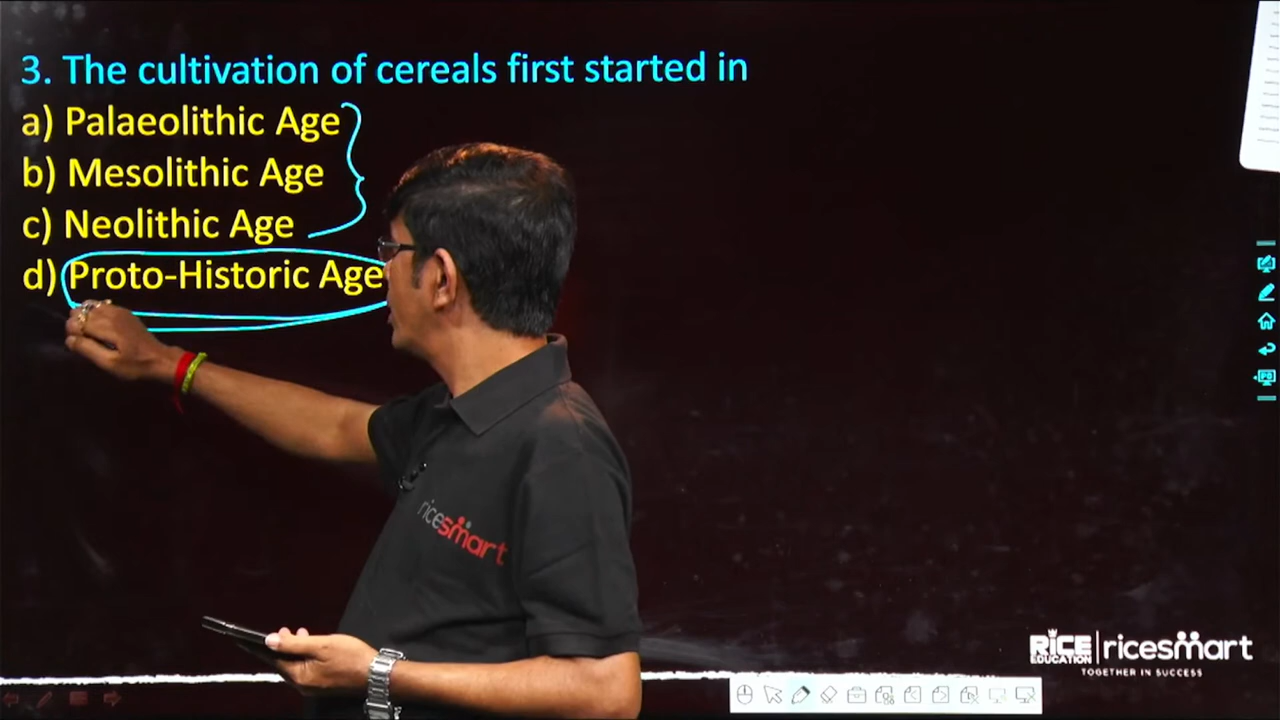 3. The cultivation of cereals first started in
a) Palaeolithic Age
b) Mesolithic Age
c) Neolithic Age
d) Proto-Historic Age
ricesmart
RICE EDUCATION | ricesmart
TOGETHER IN SUCCESS